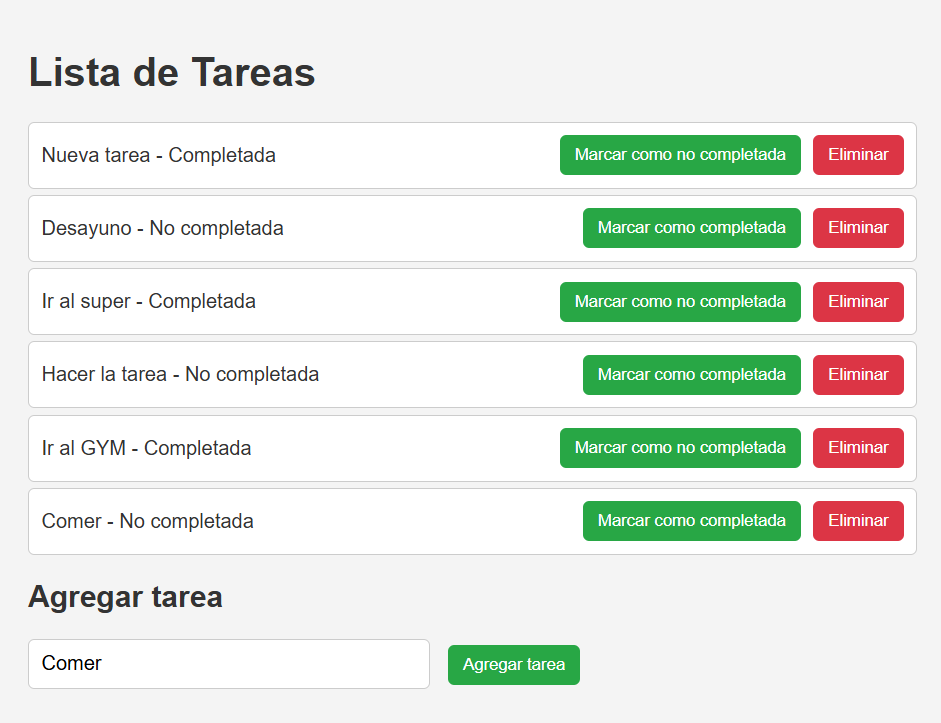 Lista de Tareas
Nueva tarea - Completada Marcar como no completada Eliminar
Desayuno - No completada Marcar como completada Eliminar
Ir al super - Completada Marcar como no completada Eliminar
Hacer la tarea - No completada Marcar como completada Eliminar
Ir al GYM - Completada Marcar como no completada Eliminar
Comer - No completada Marcar como completada Eliminar
Agregar tarea
Comer Agregar tarea